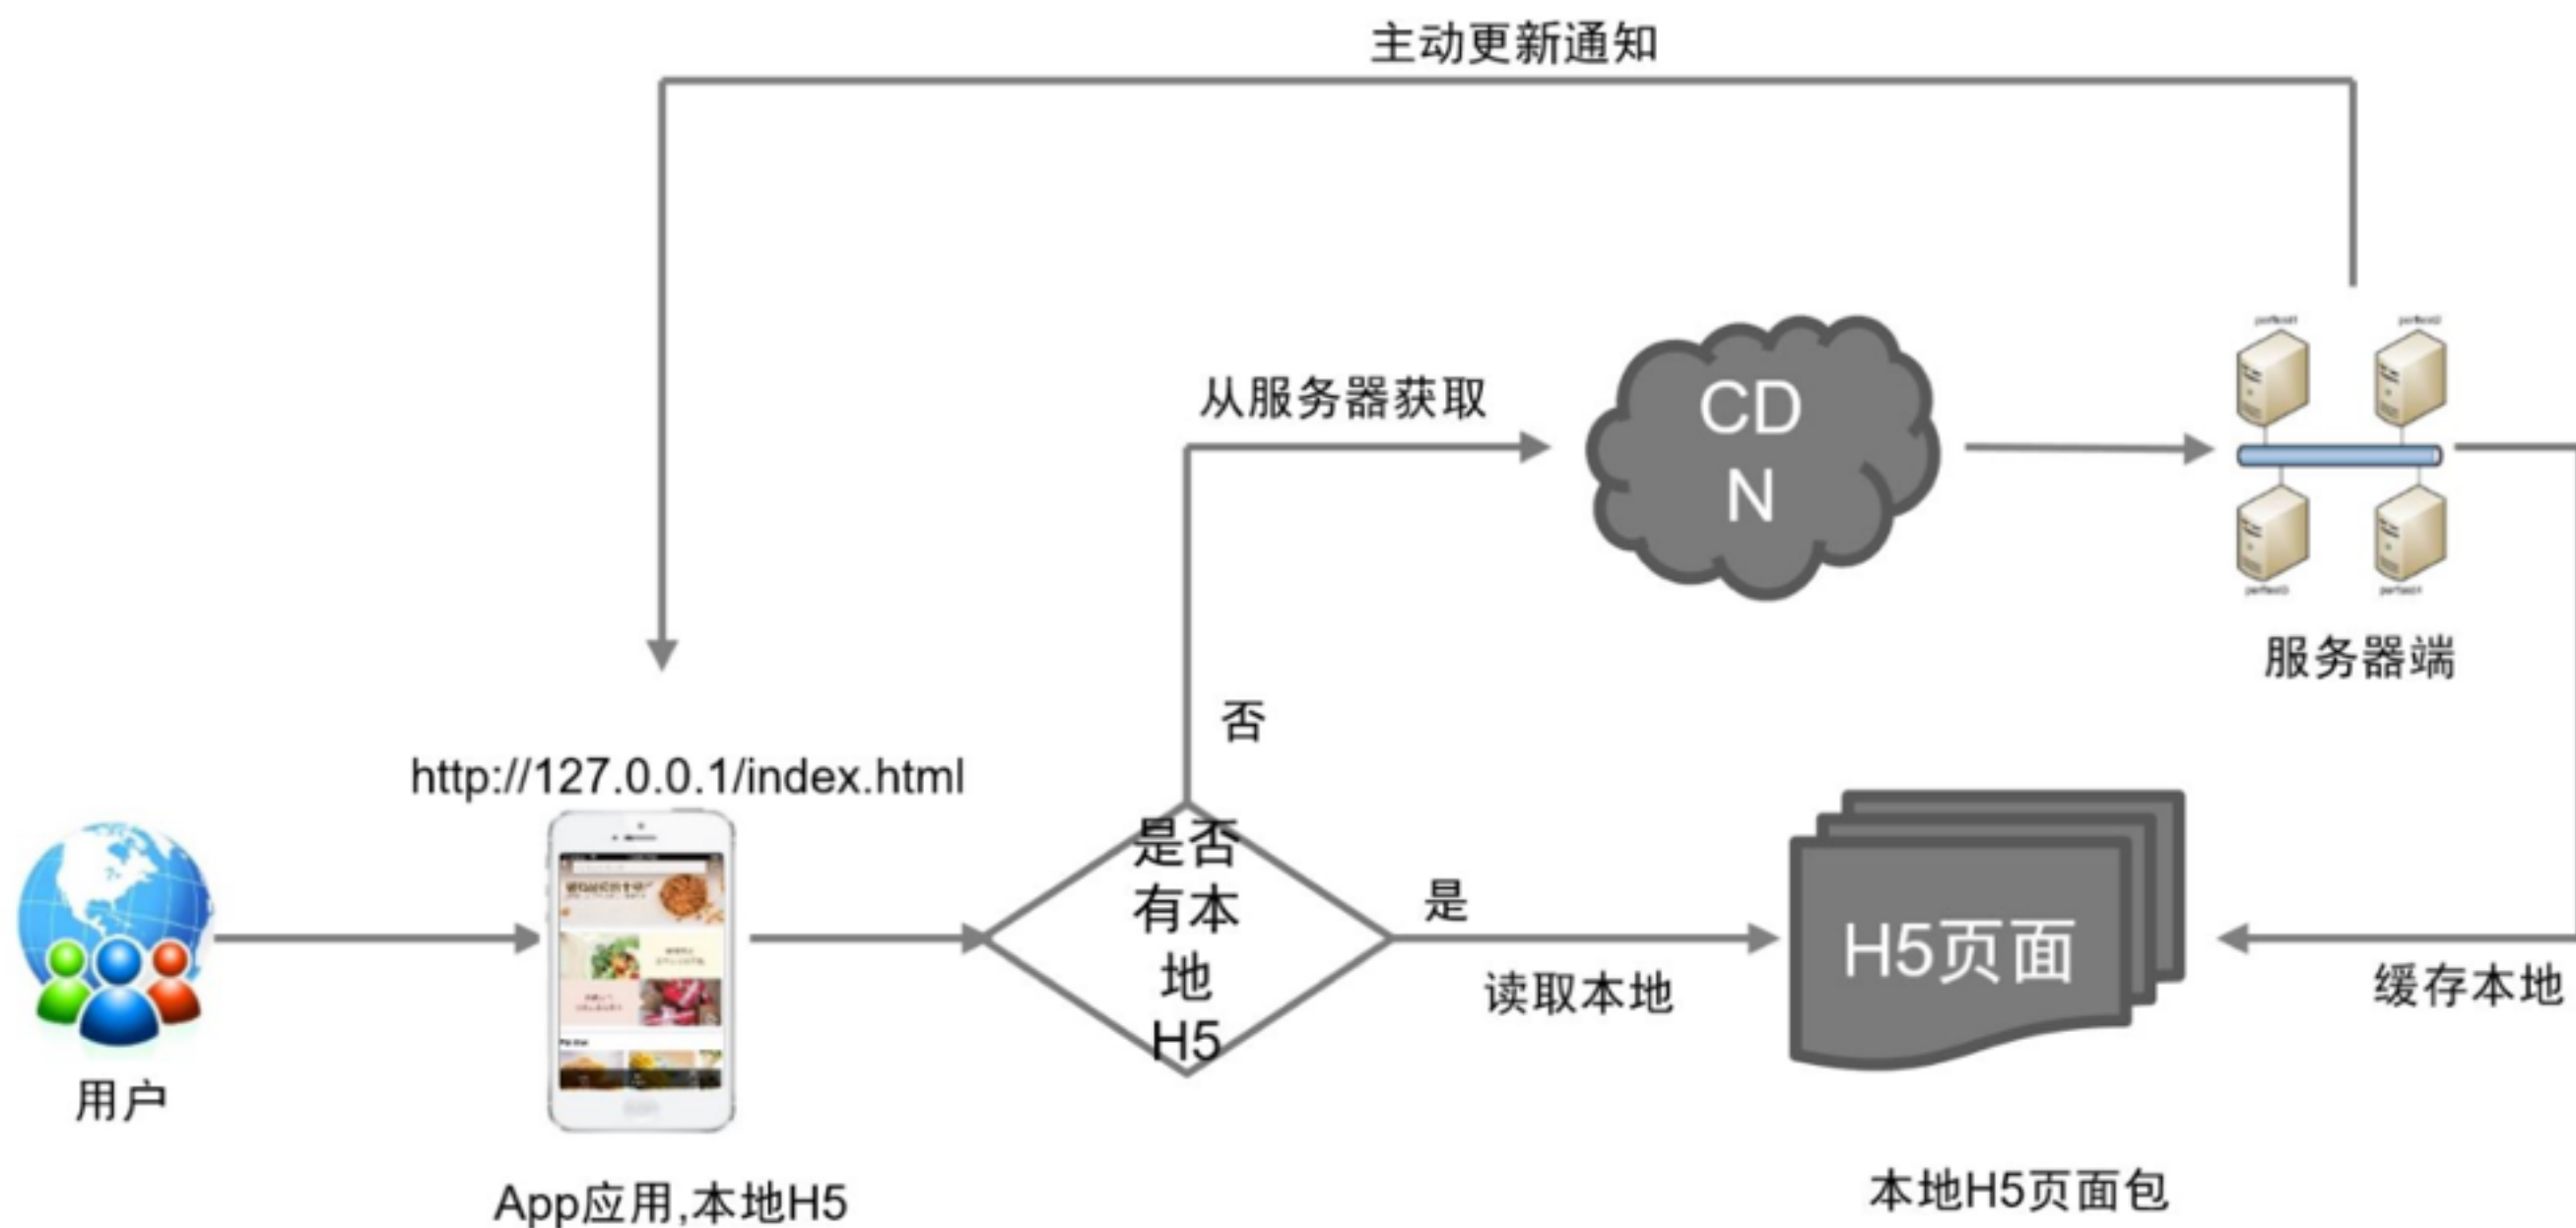 主动更新通知
从服务器获取
CD
N
服务器端
否
http://127.0.0.1/index.html
是否
有本
地
H5
是
读取本地
H5页面
缓存本地
用户
App应用,本地H5
本地H5页面包